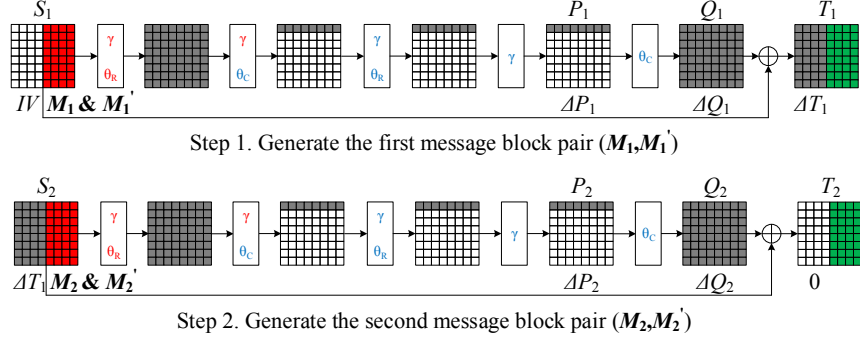 S₁ P₁ Q₁ T₁
γ γ γ γ θC
θR θC θR
IV M₁ & M₁' ΔP₁ ΔQ₁ ΔT₁
Step 1. Generate the first message block pair (M₁,M₁')
S₂ P₂ Q₂ T₂
γ γ γ γ θC
θR θC θR
ΔT₁ M₂ & M₂' ΔP₂ ΔQ₂ 0
Step 2. Generate the second message block pair (M₂,M₂')